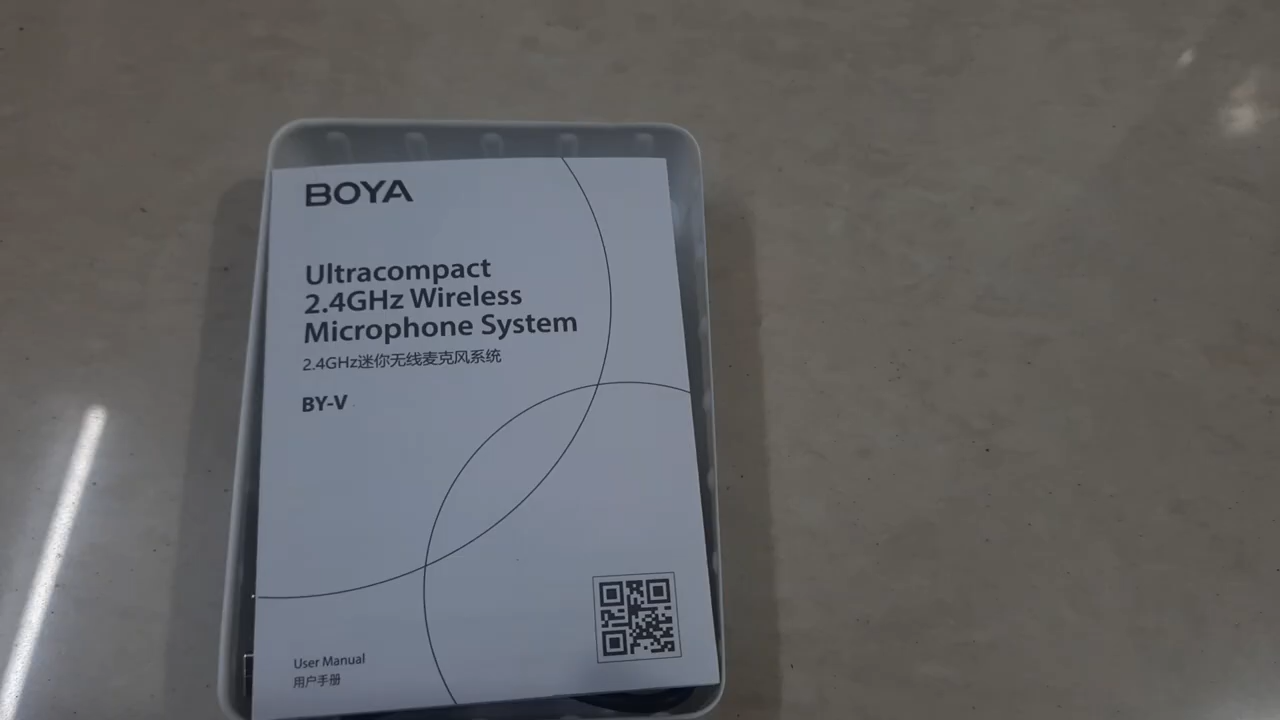 BOYA
Ultracompact
2.4GHz Wireless
Microphone System
2.4GHz迷你无线麦克风系统
BY-V
User Manual
用户手册